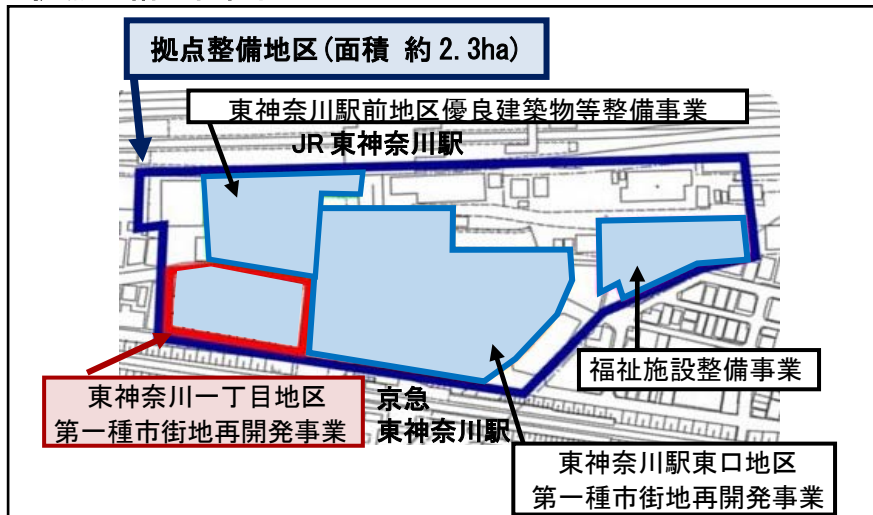 拠点整備地区(面積 約2.3ha)
東神奈川駅前地区優良建築物等整備事業
JR東神奈川駅
福祉施設整備事業
東神奈川一丁目地区
第一種市街地再開発事業
京急
東神奈川駅
東神奈川駅東口地区
第一種市街地再開発事業